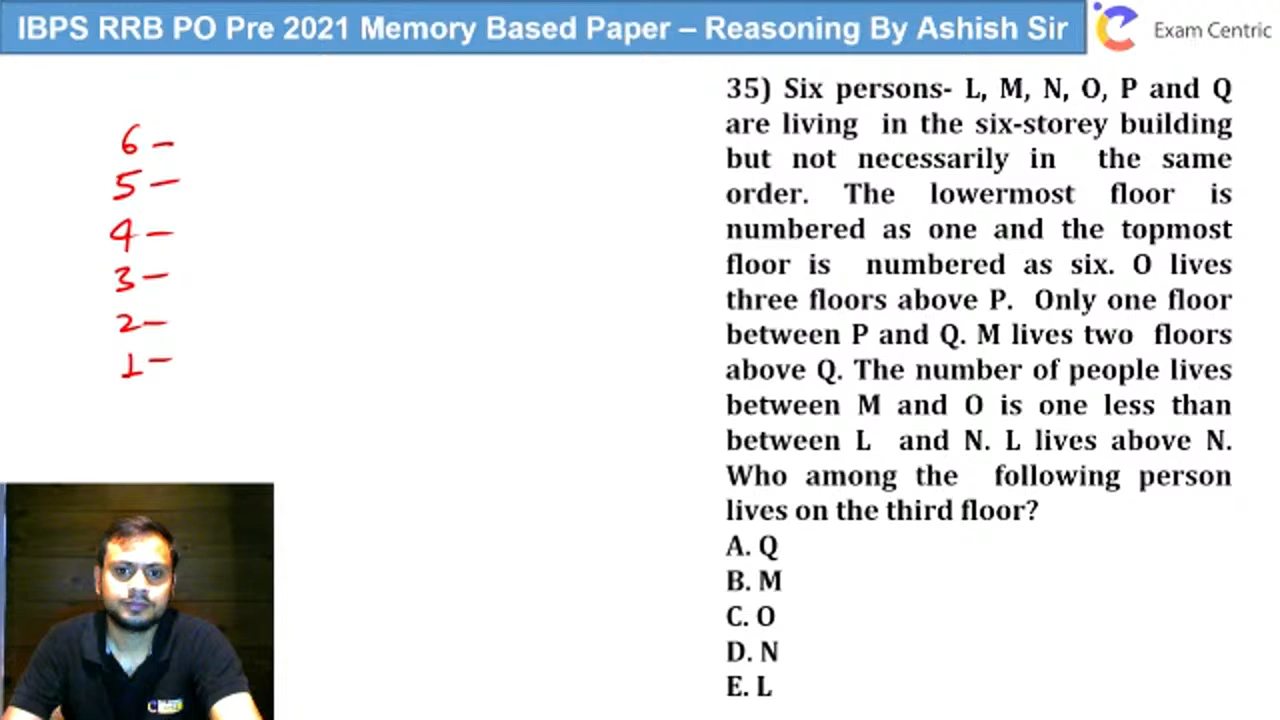 IBPS RRB PO Pre 2021 Memory Based Paper – Reasoning By Ashish Sir
Exam Centric
6 –
5 –
4 –
3 –
2 –
1 –
35) Six persons- L, M, N, O, P and Q
are living in the six-storey building
but not necessarily in the same
order. The lowermost floor is
numbered as one and the topmost
floor is numbered as six. O lives
three floors above P. Only one floor
between P and Q. M lives two floors
above Q. The number of people lives
between M and O is one less than
between L and N. L lives above N.
Who among the following person
lives on the third floor?
A. Q
B. M
C. O
D. N
E. L